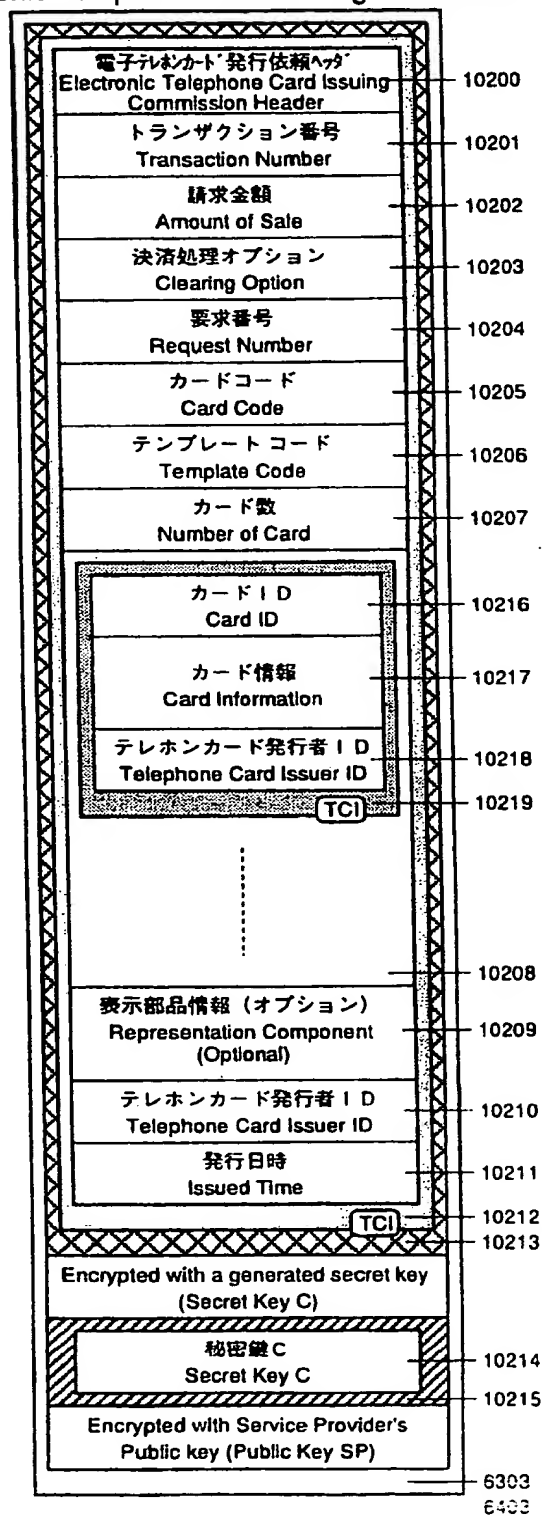 電子テレホンカード発行依頼ヘッダ
Electronic Telephone Card Issuing
Commission Header
10200
トランザクション番号
Transaction Number
10201
請求金額
Amount of Sale
10202
決済処理オプション
Clearing Option
10203
要求番号
Request Number
10204
カードコード
Card Code
10205
テンプレート コード
Template Code
10206
カード数
Number of Card
10207
カードID
Card ID
10216
カード情報
Card Information
10217
テレホンカード発行者ID
Telephone Card Issuer ID
10218
TCI
10219
10208
表示部品情報(オプション)
Representation Component
(Optional)
10209
テレホンカード発行者ID
Telephone Card Issuer ID
10210
発行日時
Issued Time
10211
TCI
10212
10213
Encrypted with a generated secret key
(Secret Key C)
秘密鍵C
Secret Key C
10214
10215
Encrypted with Service Provider's
Public key (Public Key SP)
6303
6403